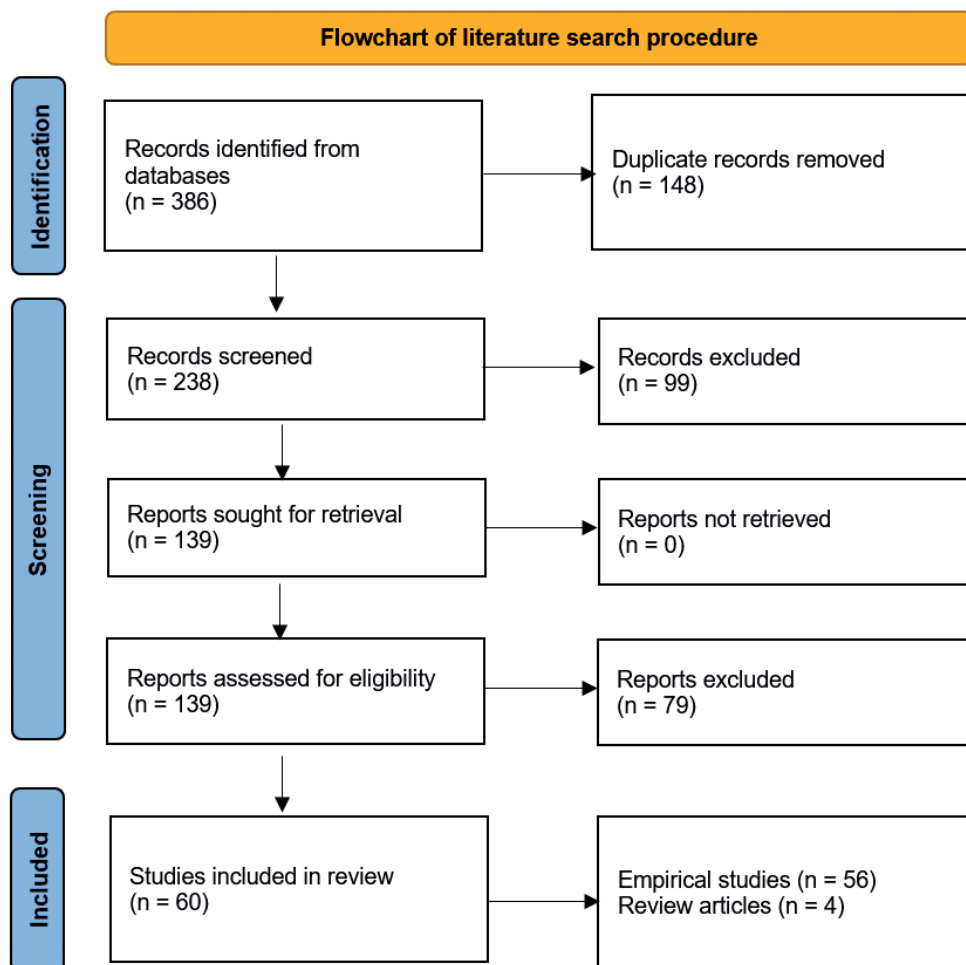 Flowchart of literature search procedure
Identification
Records identified from
databases
(n = 386)
Duplicate records removed
(n = 148)
Screening
Records screened
(n = 238)
Records excluded
(n = 99)
Reports sought for retrieval
(n = 139)
Reports not retrieved
(n = 0)
Reports assessed for eligibility
(n = 139)
Reports excluded
(n = 79)
Included
Studies included in review
(n = 60)
Empirical studies (n = 56)
Review articles (n = 4)